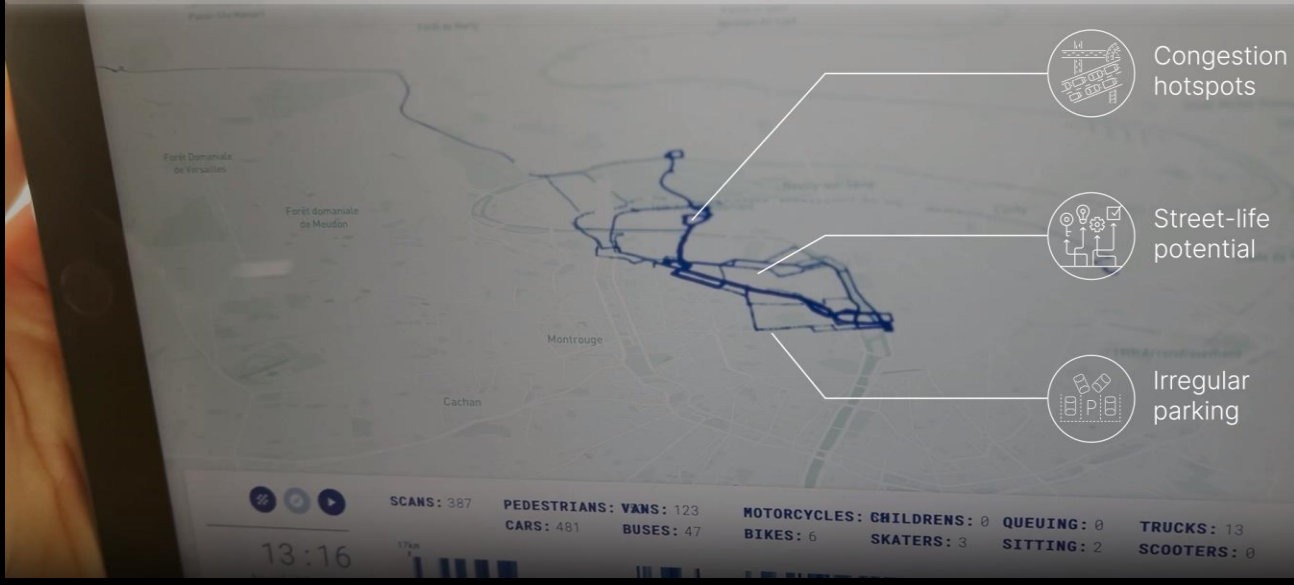 Congestion
hotspots
Forêt Domaniale
de Versailles
Forêt domaniale
de Meudon
Street-life
potential
Montrouge
Cachan
Irregular
parking
P
SCANS: 387
PEDESTRIANS:
VANS: 123
MOTORCYCLES:
CHILDRENS: 0
QUEUING: 0
TRUCKS: 13
CARS: 481
BUSES: 47
BIKES: 6
SKATERS: 3
SITTING: 2
SCOOTERS: 0
13:16
17km